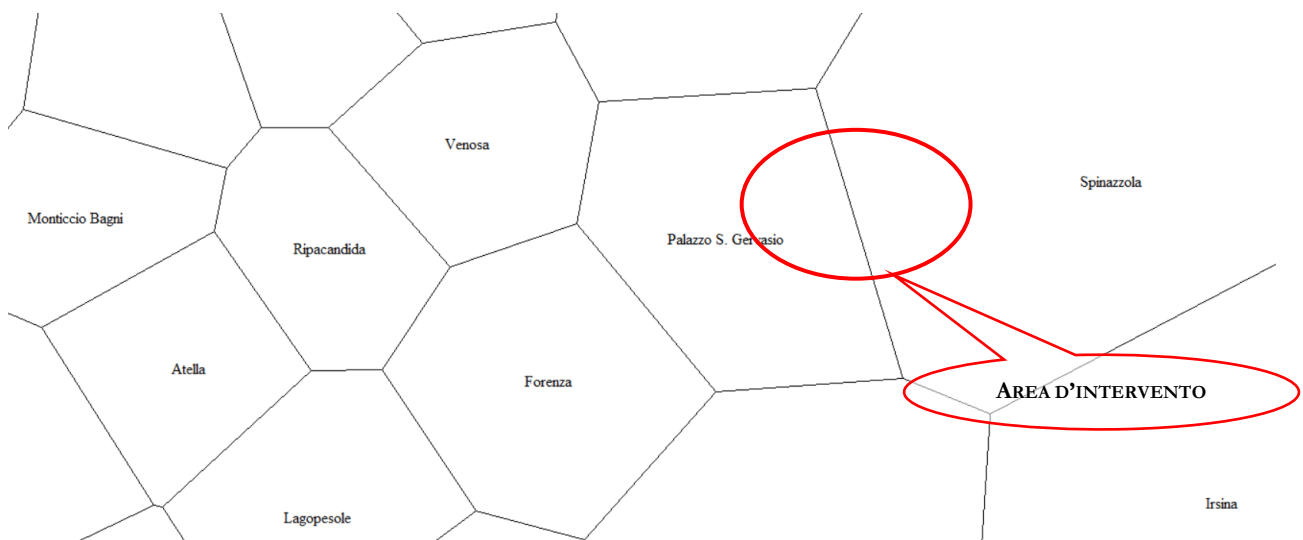 Venosa
Spinazzola
Monticcio Bagni
Palazzo S. Gervasio
Ripacandida
Atella
Forenza
AREA D'INTERVENTO
Irsina
Lagopesole